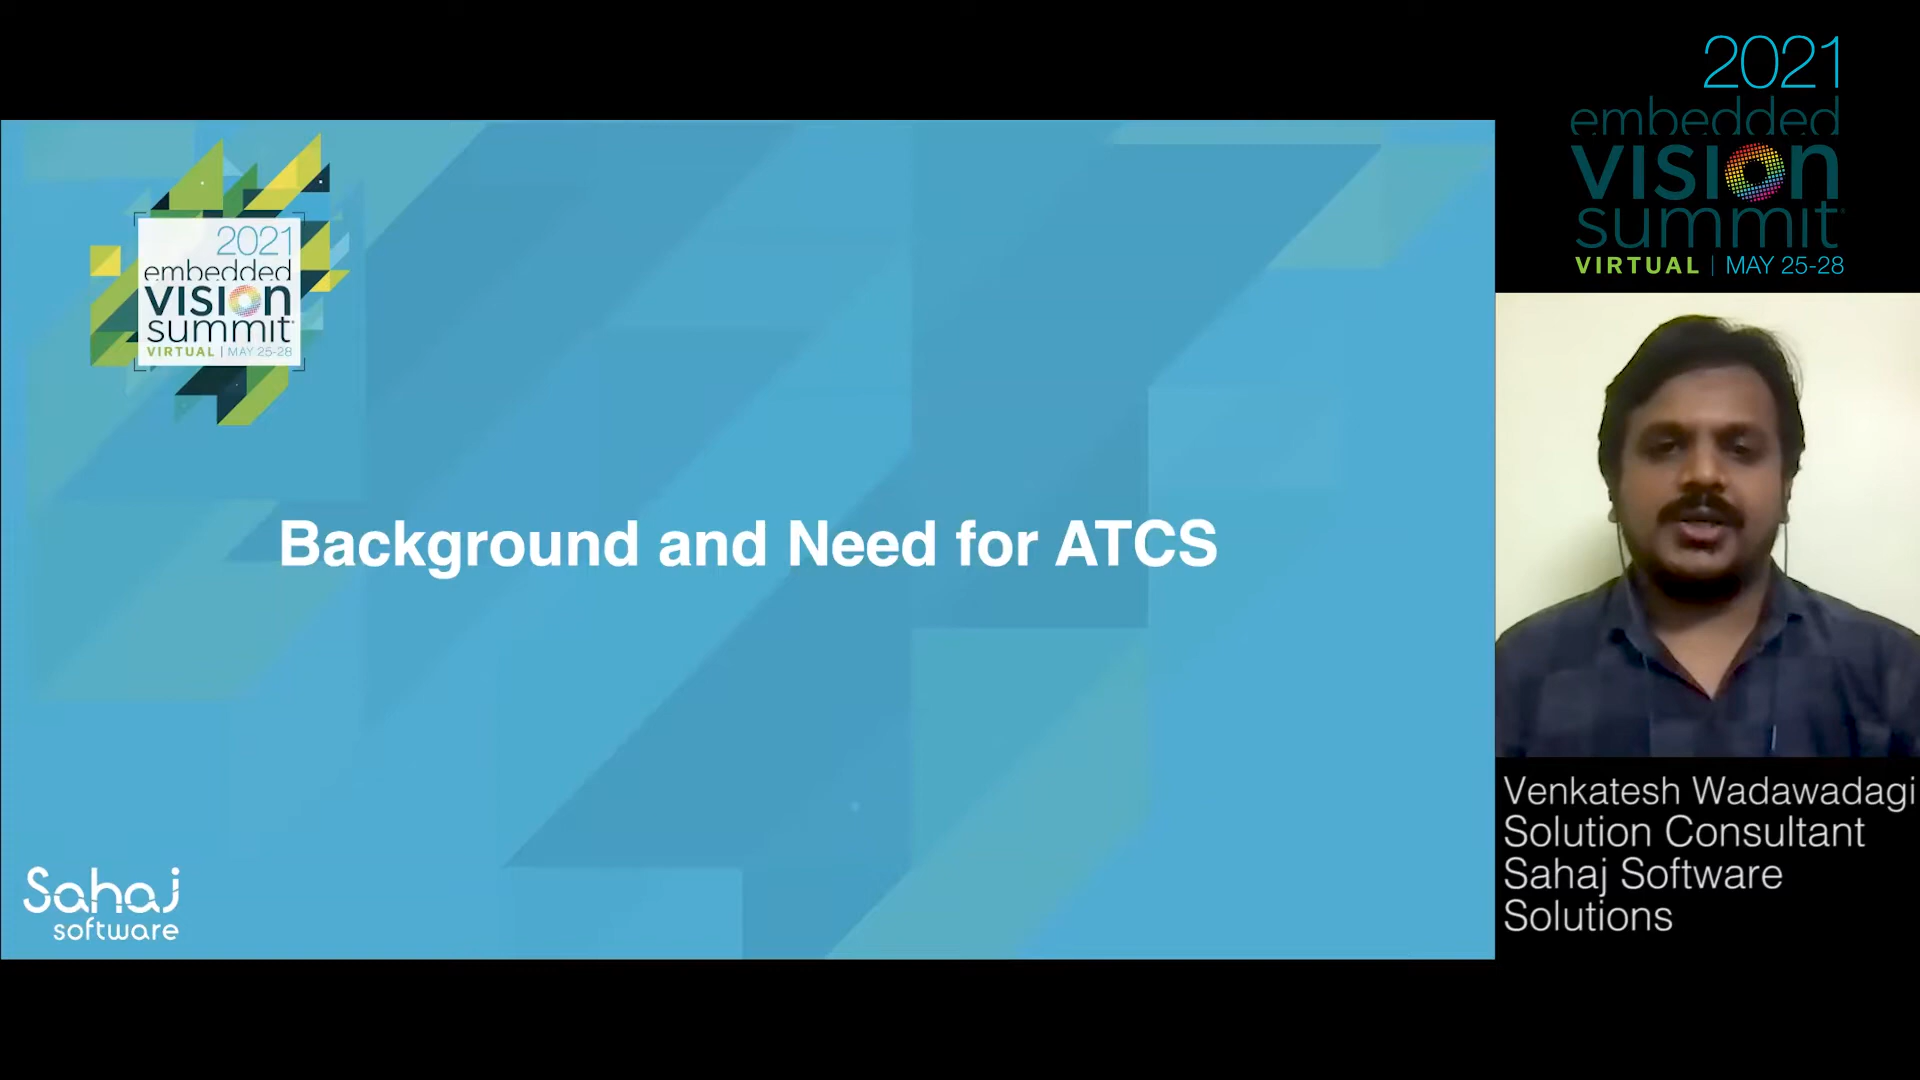 2021
embedded
vision
summit
VIRTUAL | MAY 25-28
Background and Need for ATCS
Sahaj
software
2021
embedded
vision
summit
VIRTUAL | MAY 25-28
Venkatesh Wadawadagi
Solution Consultant
Sahaj Software
Solutions